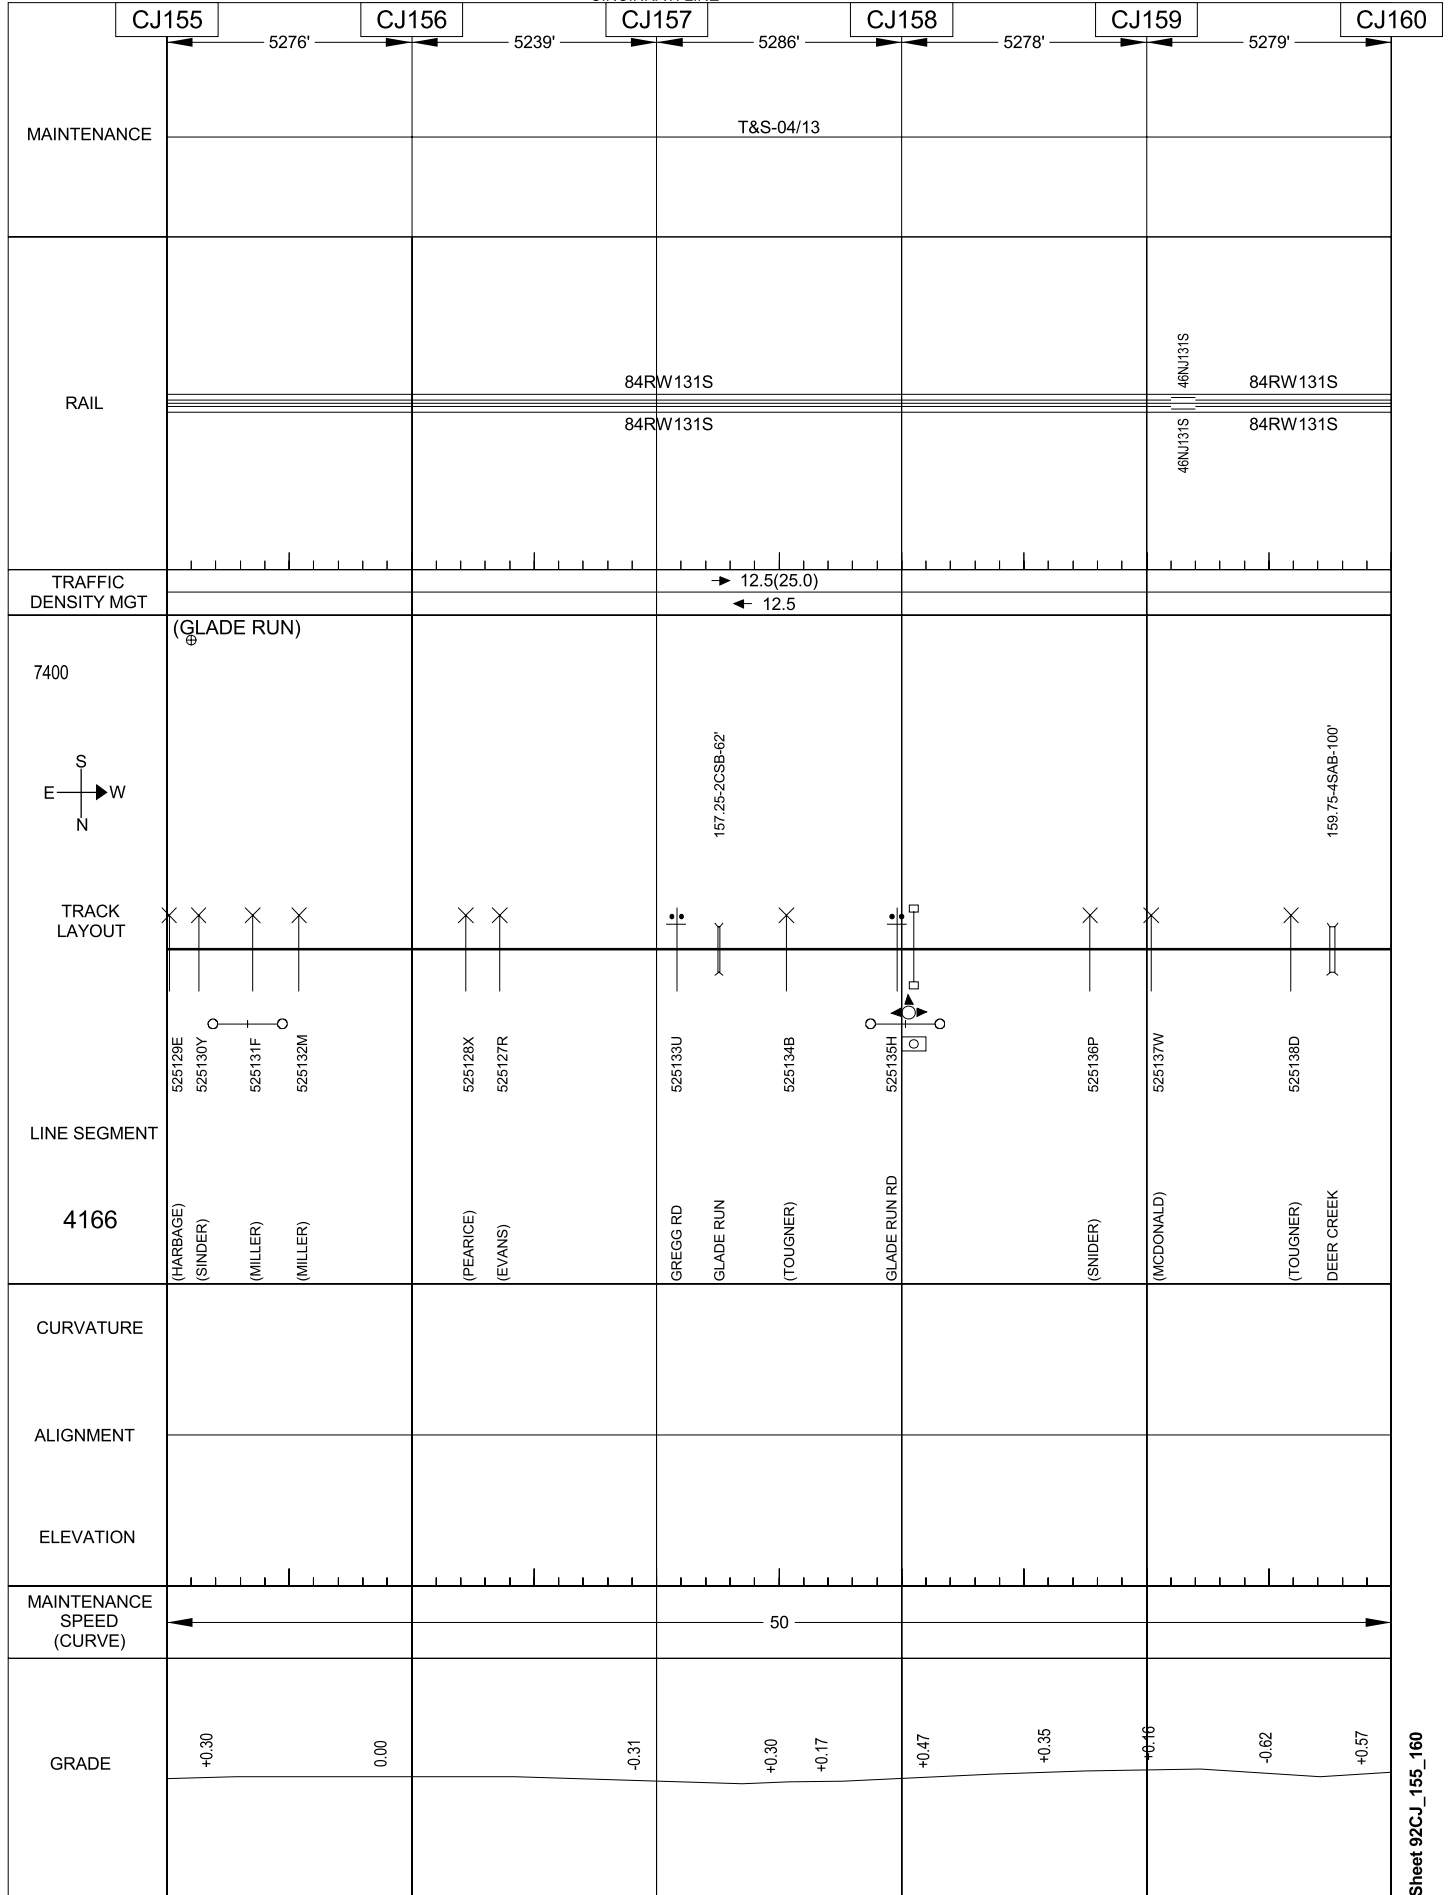 CJ155 CJ156 CJ157 CJ158 CJ159 CJ160
5276' 5239' 5286' 5278' 5279'
MAINTENANCE
T&S-04/13
RAIL
84RW131S
84RW131S
46NJ131S
46NJ131S
84RW131S
84RW131S
TRAFFIC
DENSITY MGT
12.5(25.0)
12.5
(GLADE RUN)
7400
S
E W
N
157.25-2CSB-62'
159.75-4SAB-100'
TRACK
LAYOUT
525129E
525130Y
525131F
525132M
525128X
525127R
525133U
525134B
525135H
525136P
525137W
525138D
LINE SEGMENT
4166
(HARBAGE)
(SINDER)
(MILLER)
(MILLER)
(PEARICE)
(EVANS)
GREGG RD
GLADE RUN
(TOUGNER)
GLADE RUN RD
(SNIDER)
(MCDONALD)
(TOUGNER)
DEER CREEK
CURVATURE
ALIGNMENT
ELEVATION
MAINTENANCE
SPEED
(CURVE)
50
GRADE
+0.30
0.00
-0.31
+0.30
+0.17
+0.47
+0.35
+0.16
-0.62
+0.57
Sheet 92CJ_155_160